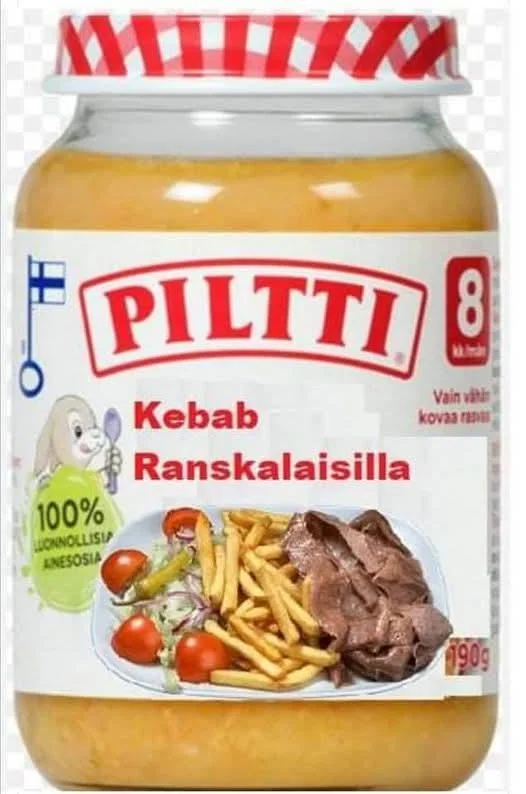 PILTTI®
8
kk/mån
Vain vähän
kovaa rasvaa
Kebab
Ranskalaisilla
100%
LUONNOLLISIA
AINESOSIA
190g